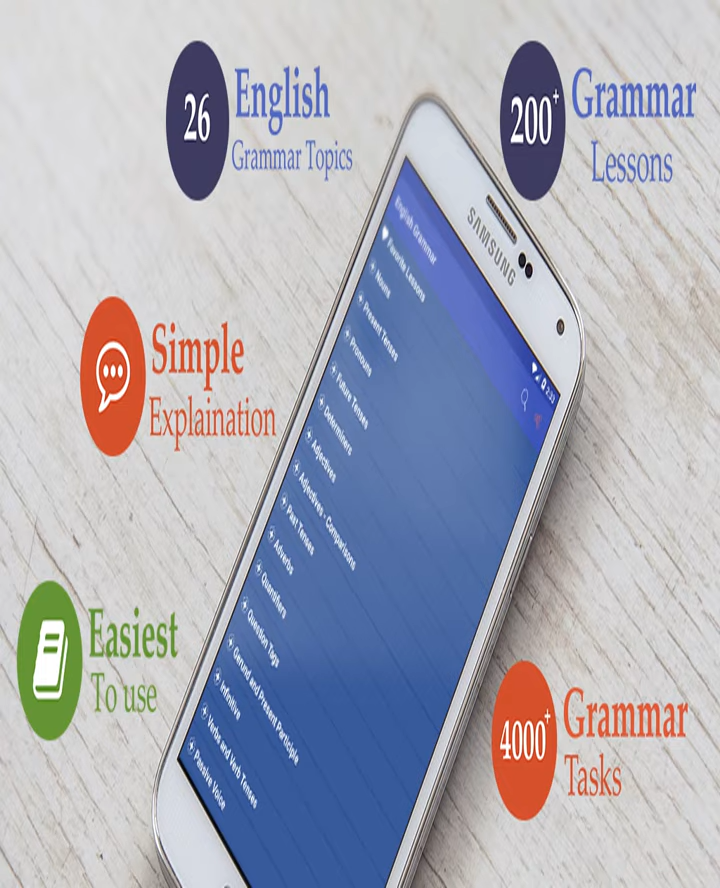 26 English
Grammar Topics
200+ Grammar
Lessons
SAMSUNG
2:33
English Grammar
Favorite Lessons
Nouns
Present Tenses
Pronouns
Future Tenses
Determiners
Adjectives
Adjectives - Comparisons
Past Tenses
Adverbs
Quantifiers
Question Tags
Gerund and Present Participle
Infinitive
Verbs and Verb Tenses
Passive Voice
Simple
Explaination
Easiest
To use
4000+ Grammar
Tasks